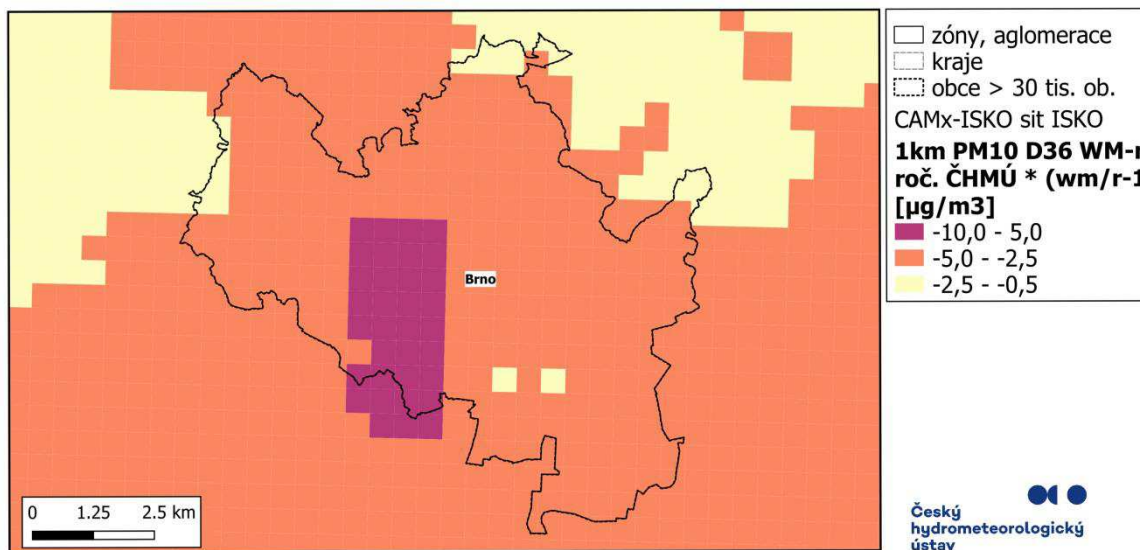 zóny, aglomerace
kraje
obce > 30 tis. ob.
CAMx-ISKO sit ISKO
1km PM10 D36 WM-r
roč. ČHMÚ * (wm/r-1
[µg/m3]
-10,0 - 5,0
-5,0 - -2,5
-2,5 - -0,5
Brno
0 1.25 2.5 km
Český
hydrometeorologický
ústav